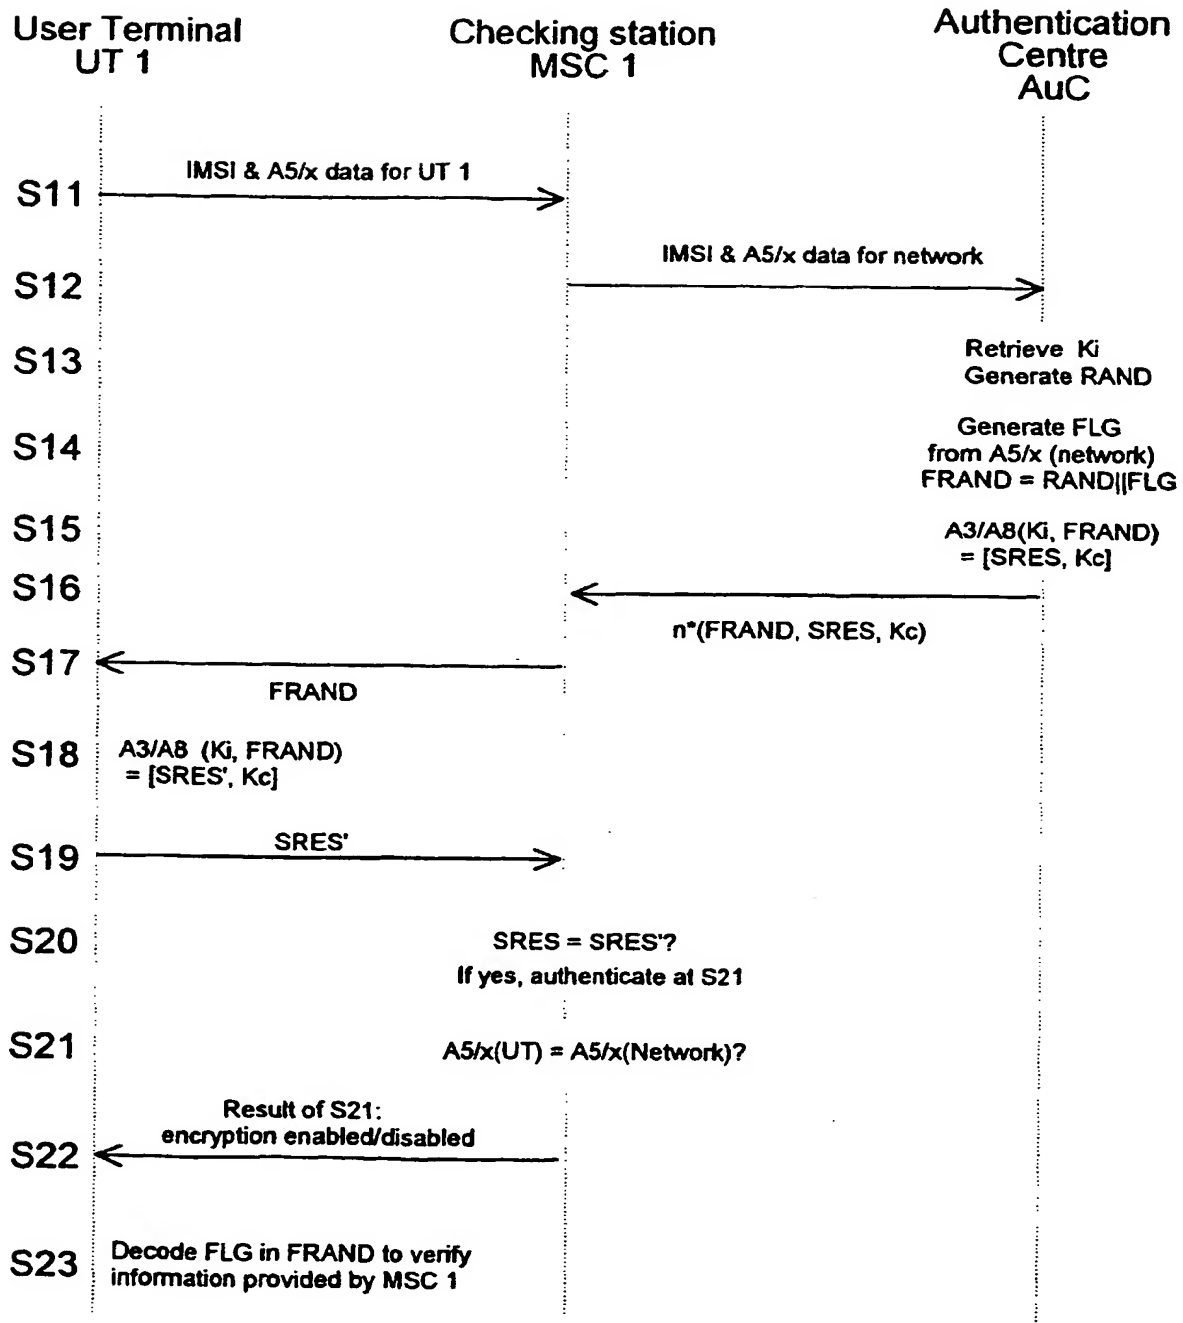 User Terminal
UT 1
Checking station
MSC 1
Authentication
Centre
AuC
S11
IMSI & A5/x data for UT 1
S12
IMSI & A5/x data for network
S13
Retrieve Ki
Generate RAND
S14
Generate FLG
from A5/x (network)
FRAND = RAND||FLG
S15
A3/A8(Ki, FRAND)
= [SRES, Kc]
S16
n*(FRAND, SRES, Kc)
S17
FRAND
S18
A3/A8 (Ki, FRAND)
= [SRES', Kc]
S19
SRES'
S20
SRES = SRES'?
If yes, authenticate at S21
S21
A5/x(UT) = A5/x(Network)?
Result of S21:
encryption enabled/disabled
S22
S23
Decode FLG in FRAND to verify
information provided by MSC 1